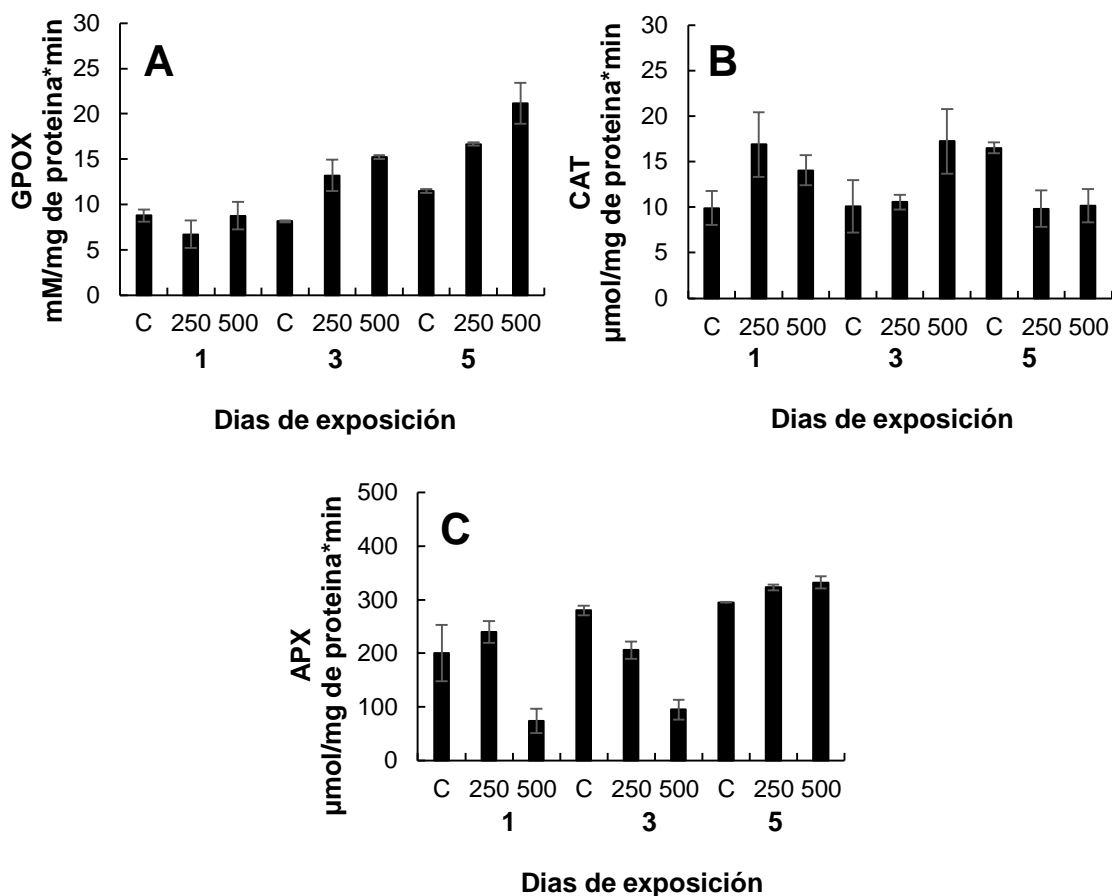 A
GPOX
mM/mg de proteina*min
30
25
20
15
10
5
0
C 250 500 C 250 500 C 250 500
1 3 5
Dias de exposición
B
CAT
µmol/mg de proteina*min
30
25
20
15
10
5
0
C 250 500 C 250 500 C 250 500
1 3 5
Dias de exposición
C
APX
µmol/mg de proteina*min
500
400
300
200
100
0
C 250 500 C 250 500 C 250 500
1 3 5
Dias de exposición